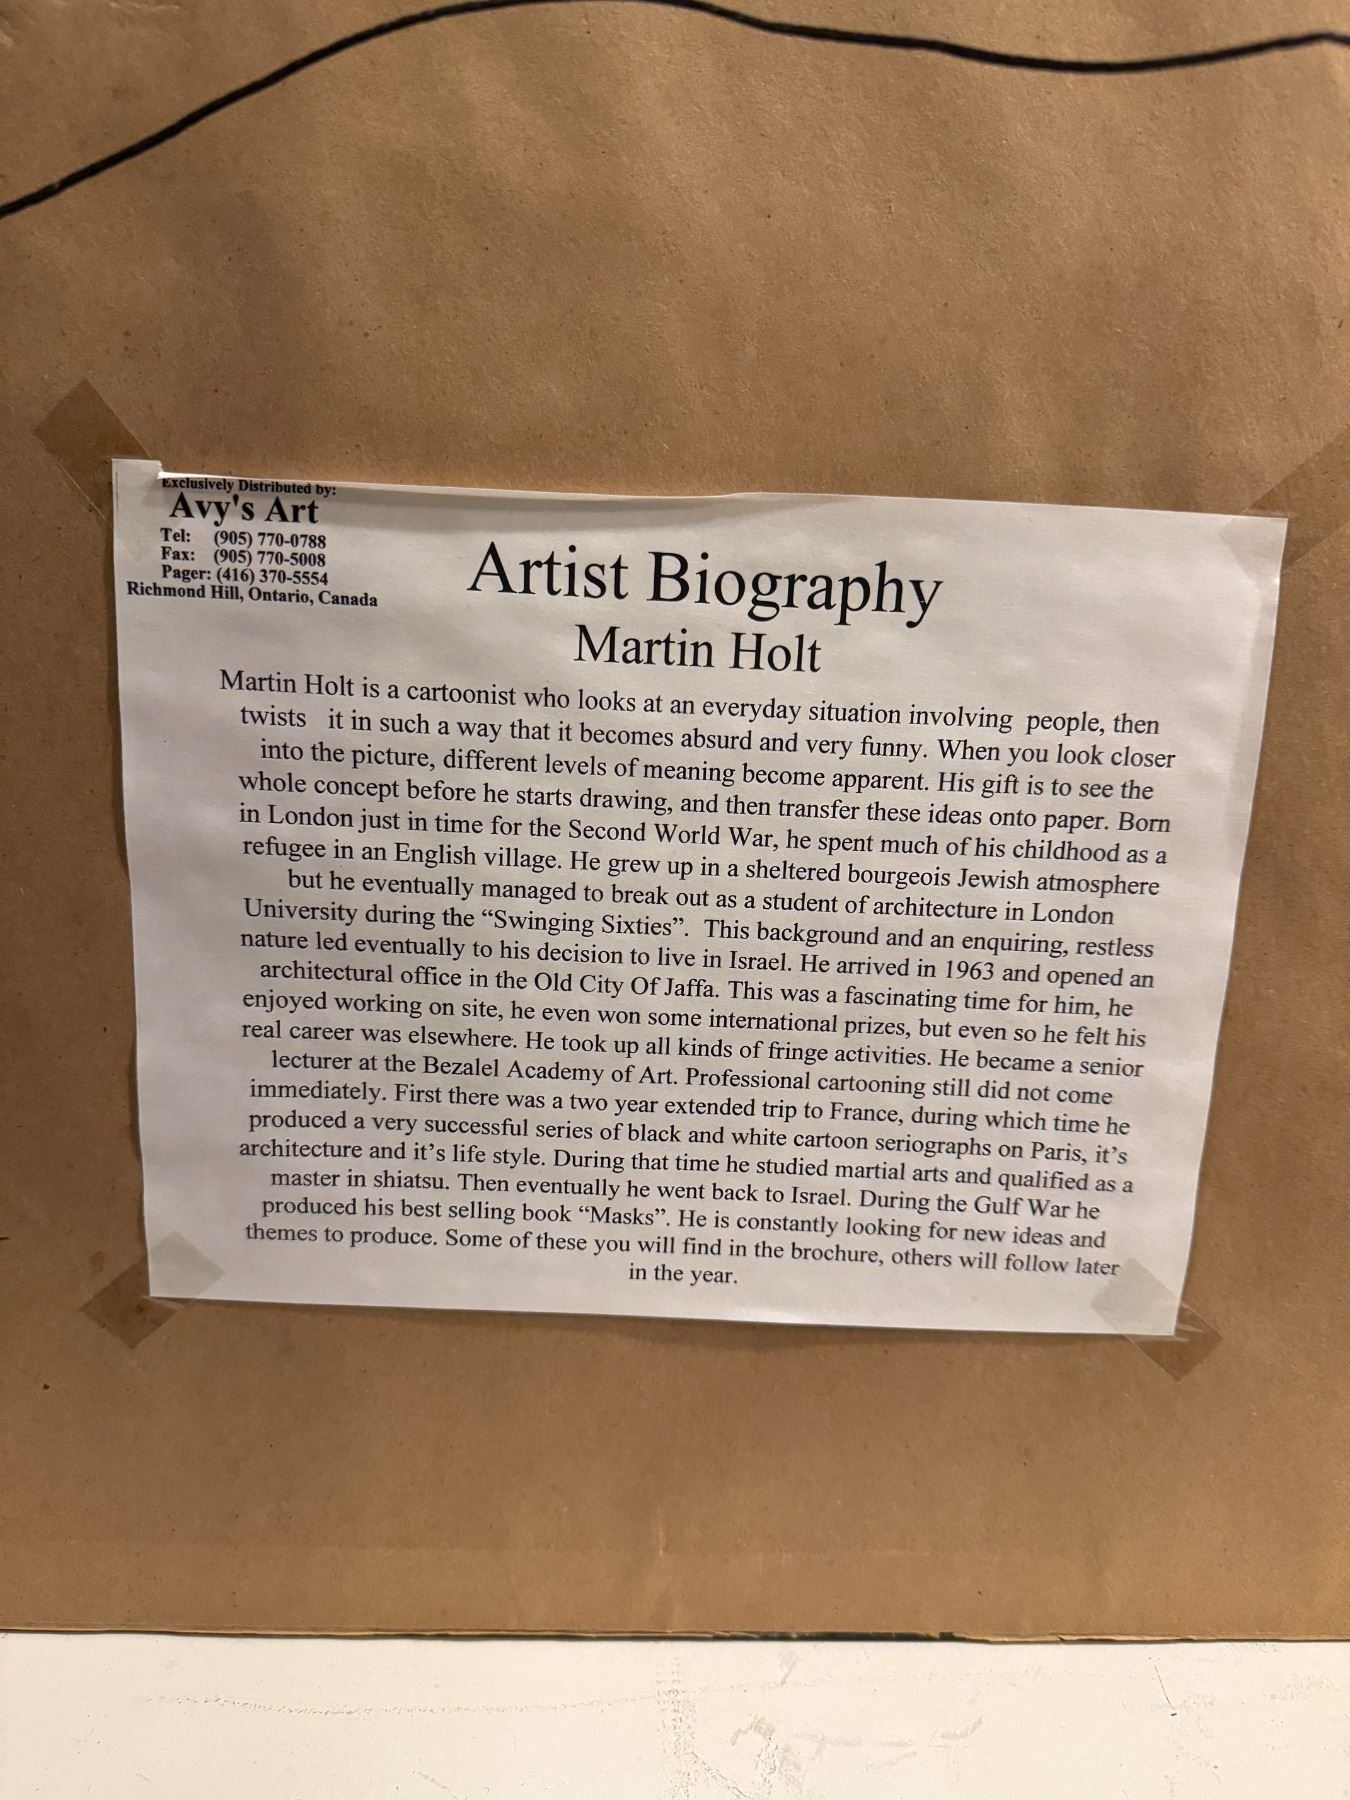 Exclusively Distributed by:
Avy's Art
Tel: (905) 770-0788
Fax: (905) 770-5008
Pager: (416) 370-5554
Richmond Hill, Ontario, Canada
Artist Biography
Martin Holt
Martin Holt is a cartoonist who looks at an everyday situation involving people, then
twists it in such a way that it becomes absurd and very funny. When you look closer
into the picture, different levels of meaning become apparent. His gift is to see the
whole concept before he starts drawing, and then transfer these ideas onto paper. Born
in London just in time for the Second World War, he spent much of his childhood as a
refugee in an English village. He grew up in a sheltered bourgeois Jewish atmosphere
but he eventually managed to break out as a student of architecture in London
University during the “Swinging Sixties”. This background and an enquiring, restless
nature led eventually to his decision to live in Israel. He arrived in 1963 and opened an
architectural office in the Old City Of Jaffa. This was a fascinating time for him, he
enjoyed working on site, he even won some international prizes, but even so he felt his
real career was elsewhere. He took up all kinds of fringe activities. He became a senior
lecturer at the Bezalel Academy of Art. Professional cartooning still did not come
immediately. First there was a two year extended trip to France, during which time he
produced a very successful series of black and white cartoon seriographs on Paris, it’s
architecture and it’s life style. During that time he studied martial arts and qualified as a
master in shiatsu. Then eventually he went back to Israel. During the Gulf War he
produced his best selling book “Masks”. He is constantly looking for new ideas and
themes to produce. Some of these you will find in the brochure, others will follow later
in the year.